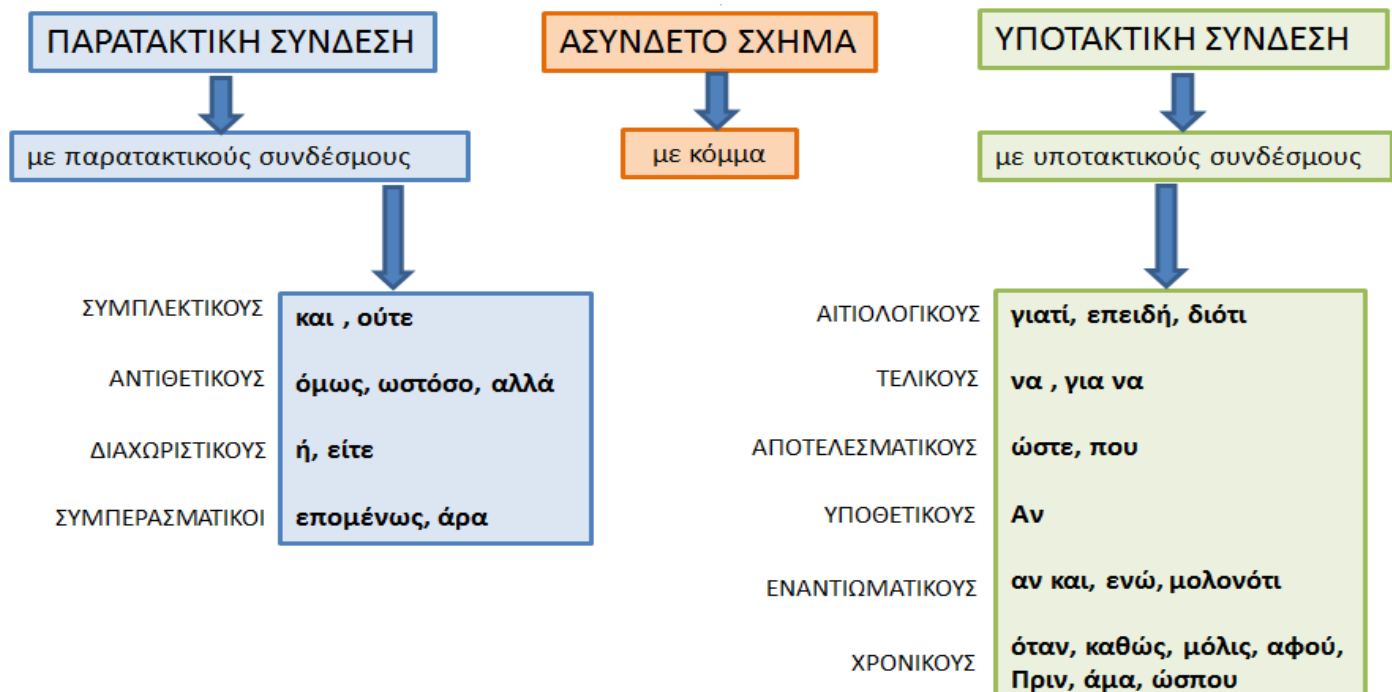 ΠΑΡΑΤΑΚΤΙΚΗ ΣΥΝΔΕΣΗ
με παρατακτικούς συνδέσμους
ΣΥΜΠΛΕΚΤΙΚΟΥΣ και , ούτε
ΑΝΤΙΘΕΤΙΚΟΥΣ όμως, ωστόσο, αλλά
ΔΙΑΧΩΡΙΣΤΙΚΟΥΣ ή, είτε
ΣΥΜΠΕΡΑΣΜΑΤΙΚΟΙ επομένως, άρα
ΑΣΥΝΔΕΤΟ ΣΧΗΜΑ
με κόμμα
ΥΠΟΤΑΚΤΙΚΗ ΣΥΝΔΕΣΗ
με υποτακτικούς συνδέσμους
ΑΙΤΙΟΛΟΓΙΚΟΥΣ γιατί, επειδή, διότι
ΤΕΛΙΚΟΥΣ να , για να
ΑΠΟΤΕΛΕΣΜΑΤΙΚΟΥΣ ώστε, που
ΥΠΟΘΕΤΙΚΟΥΣ Αν
ΕΝΑΝΤΙΩΜΑΤΙΚΟΥΣ αν και, ενώ, μολονότι
ΧΡΟΝΙΚΟΥΣ όταν, καθώς, μόλις, αφού,
Πριν, άμα, ώσπου